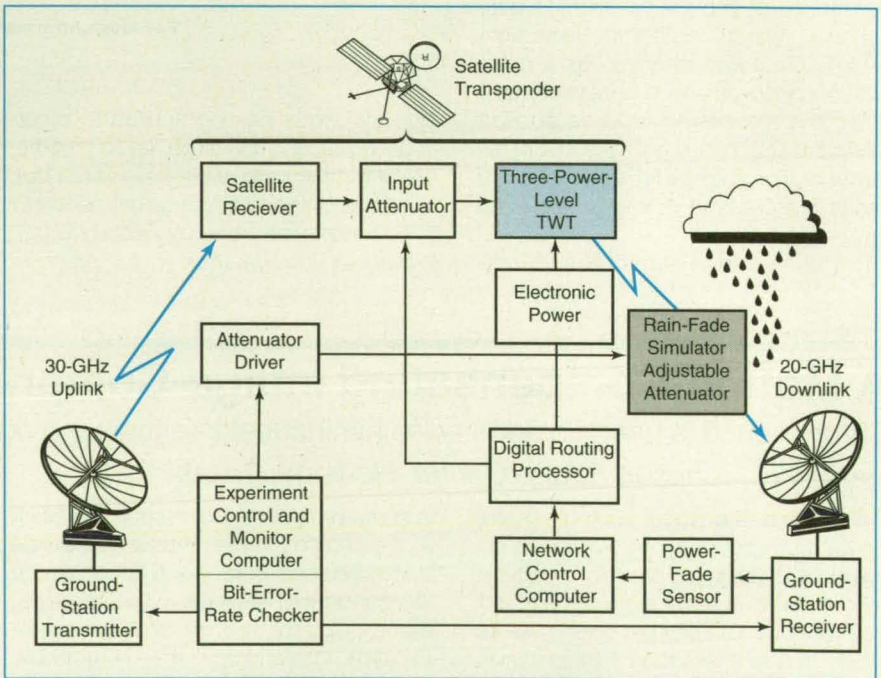 Satellite
Transponder
Satellite
Reciever
Input
Attenuator
Three-Power-
Level
TWT
Electronic
Power
Attenuator
Driver
Rain-Fade
Simulator
Adjustable
Attenuator
30-GHz
Uplink
20-GHz
Downlink
Digital Routing
Processor
Experiment
Control and
Monitor
Computer
Bit-Error-
Rate Checker
Network
Control
Computer
Power-
Fade
Sensor
Ground-
Station
Transmitter
Ground-
Station
Receiver